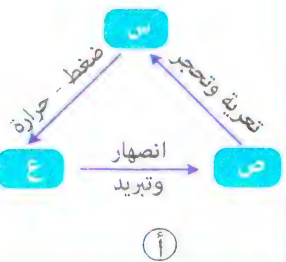 س
ضغط - حرارة
تعرية وتحجر
انصهار
وتبريد
ع
ص
أ